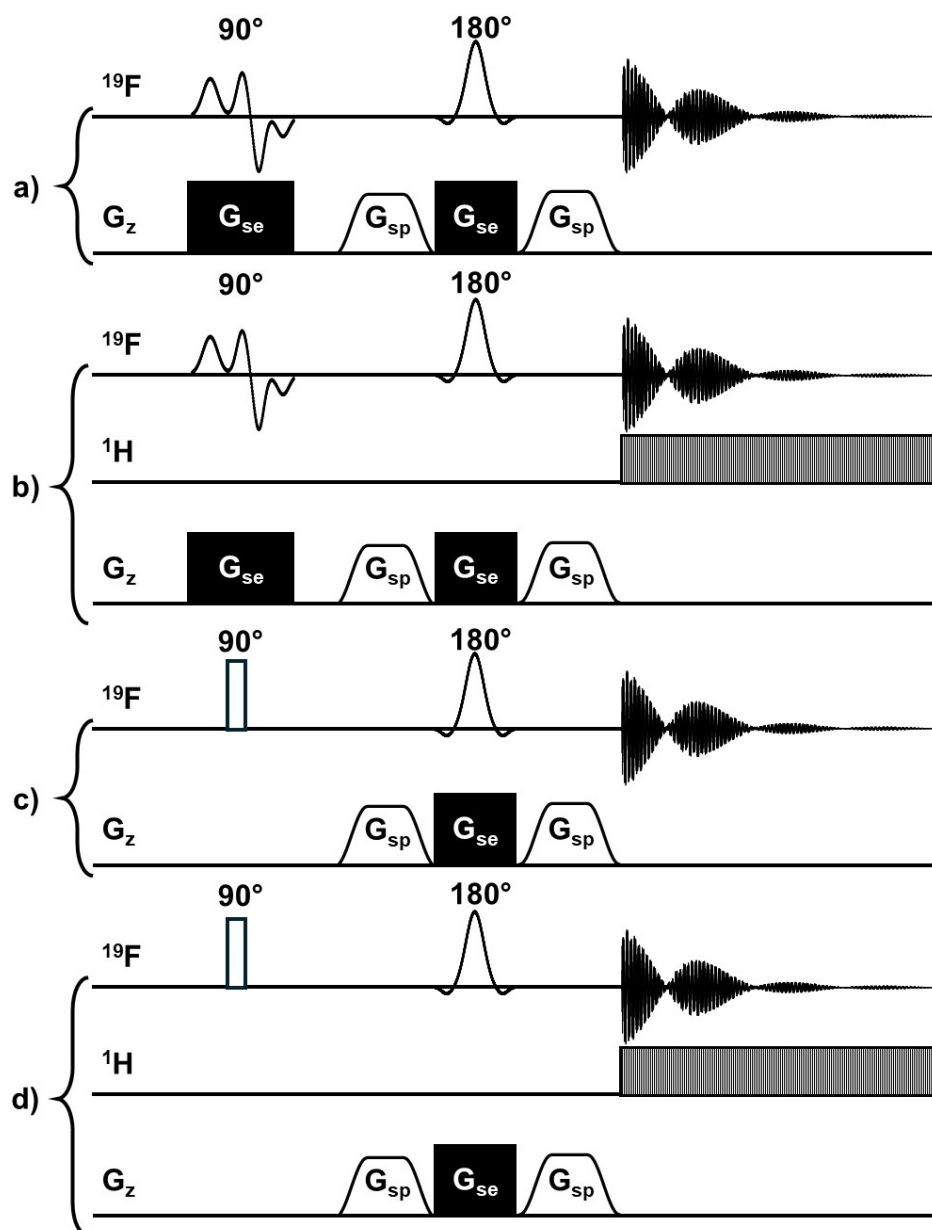 90° 180°
¹⁹F
a)
G_z G_se G_sp G_se G_sp
90° 180°
¹⁹F
¹H
b)
G_z G_se G_sp G_se G_sp
90° 180°
¹⁹F
c)
G_z G_sp G_se G_sp
90° 180°
¹⁹F
¹H
d)
G_z G_sp G_se G_sp